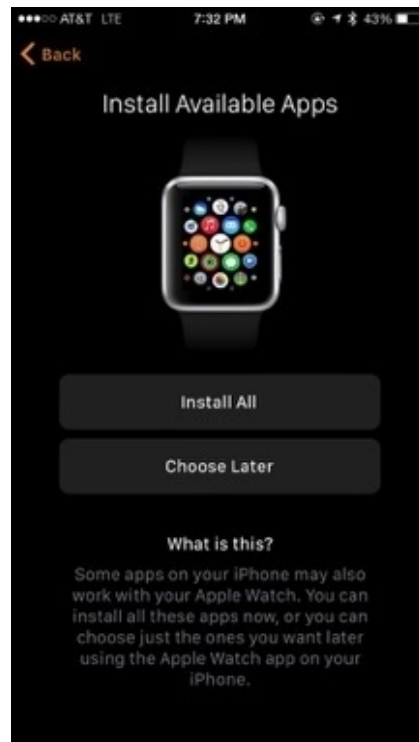 AT&T LTE 7:32 PM 43%
Back
Install Available Apps
Install All
Choose Later
What is this?
Some apps on your iPhone may also
work with your Apple Watch. You can
install all these apps now, or you can
choose just the ones you want later
using the Apple Watch app on your
iPhone.